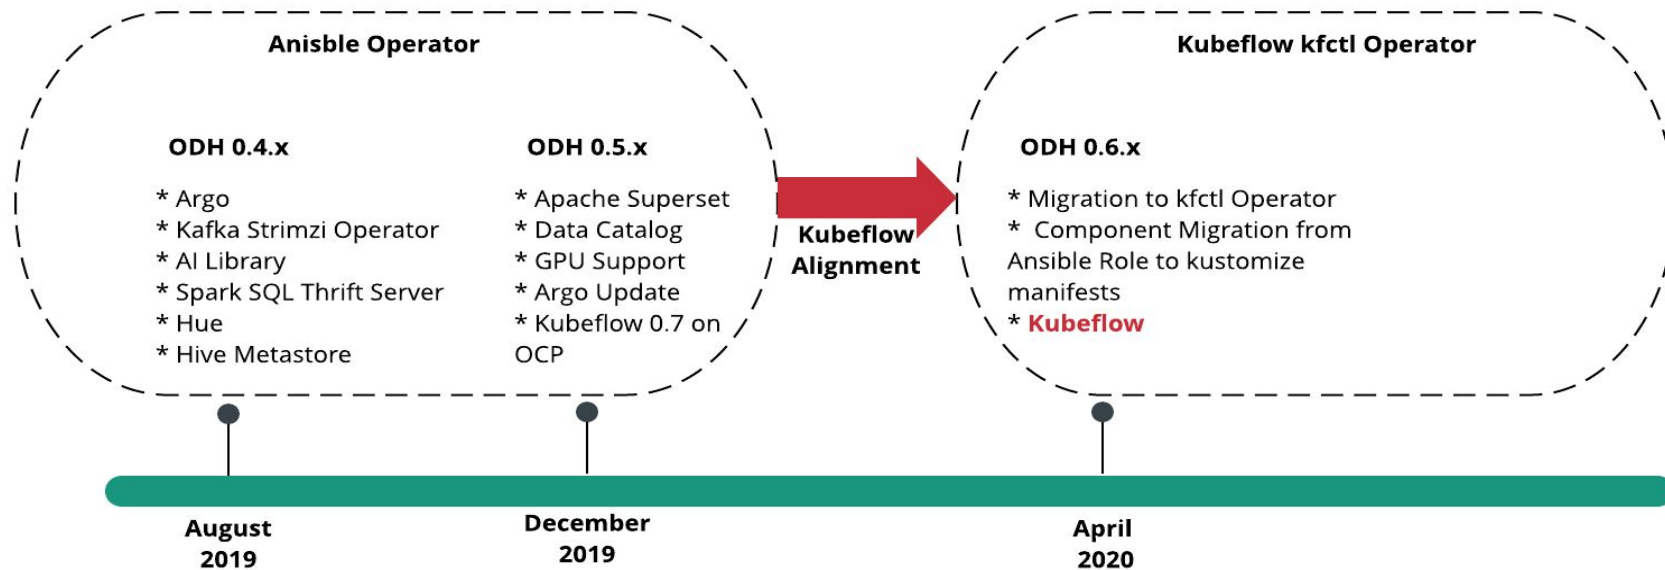 Anisble Operator
ODH 0.4.x
* Argo
* Kafka Strimzi Operator
* AI Library
* Spark SQL Thrift Server
* Hue
* Hive Metastore
ODH 0.5.x
* Apache Superset
* Data Catalog
* GPU Support
* Argo Update
* Kubeflow 0.7 on
OCP
Kubeflow
Alignment
Kubeflow kfctl Operator
ODH 0.6.x
* Migration to kfctl Operator
* Component Migration from
Ansible Role to kustomize
manifests
* Kubeflow
August
2019
December
2019
April
2020